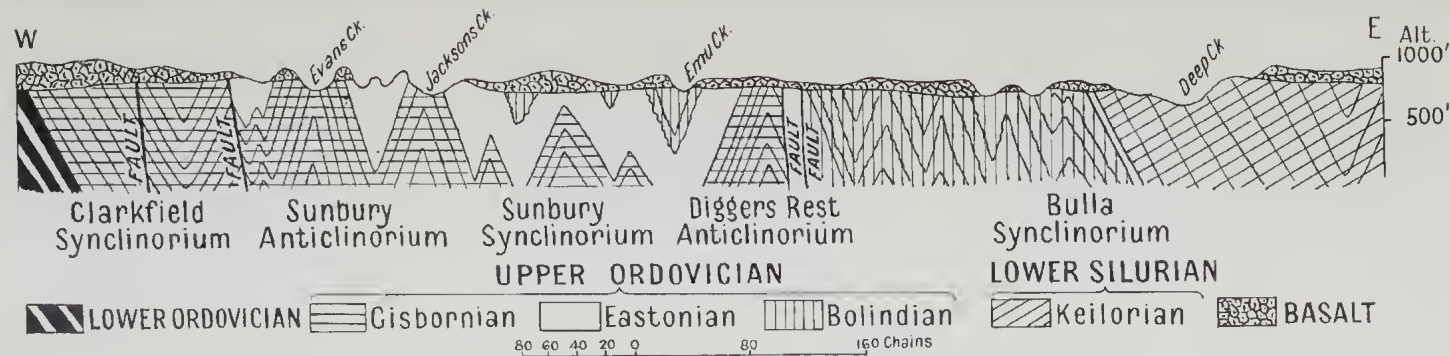 W
Evans Ck.
Jacksons Ck.
Emu Ck.
Deep Ck
E Alt.
1000'
500'
FAULT
FAULT
FAULT
FAULT
Clarkfield
Synclinorium
Sunbury
Anticlinorium
Sunbury
Synclinorium
Diggers Rest
Anticlinorium
Bulla
Synclinorium
UPPER ORDOVICIAN
LOWER SILURIAN
LOWER ORDOVICIAN Gisbornian Eastonian Bolindian Keilorian BASALT
80 60 40 20 0 80 160 Chains